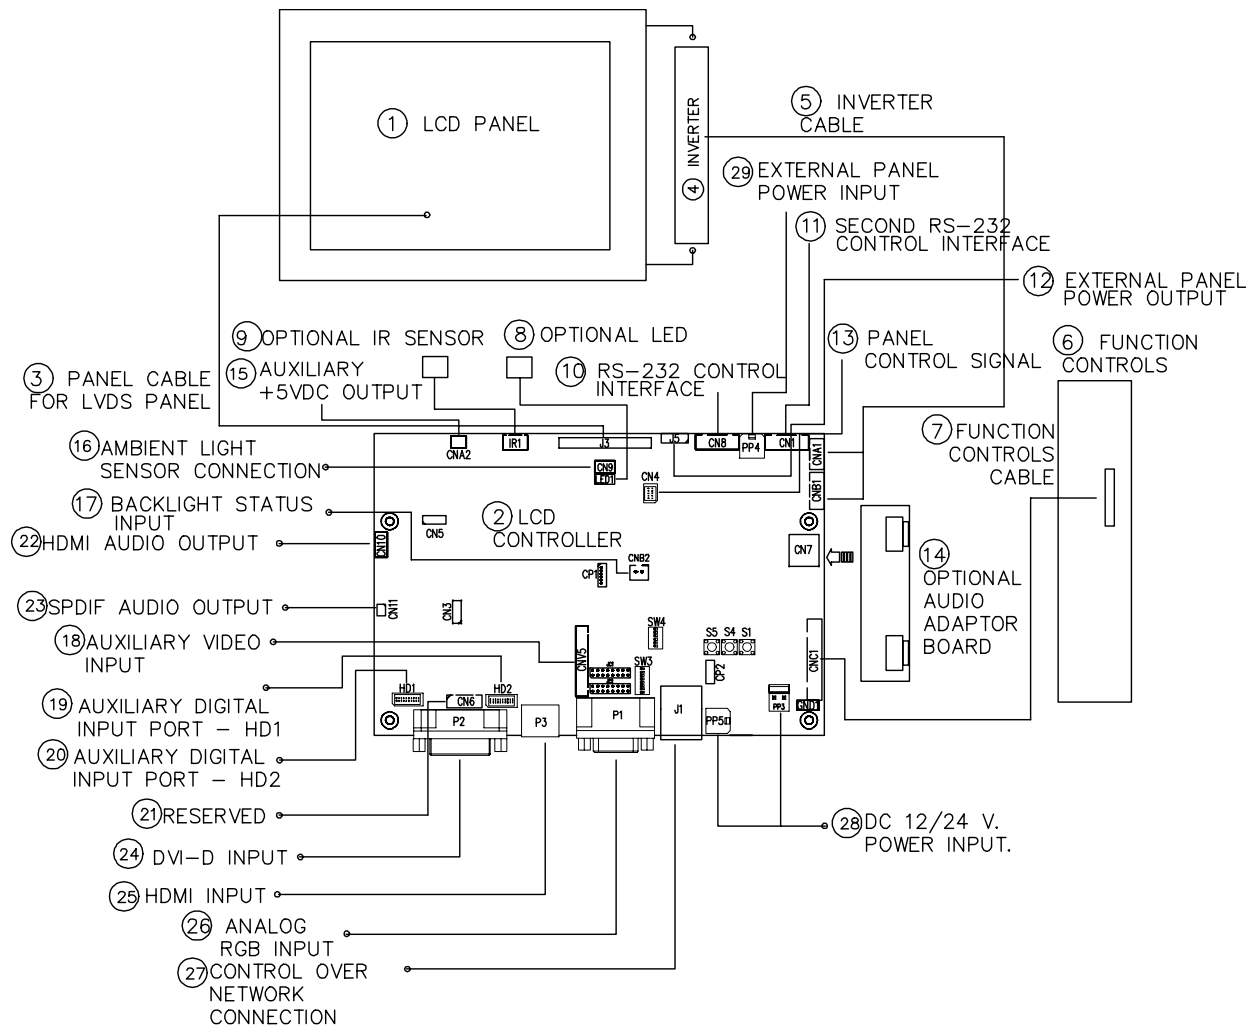 1 LCD PANEL
4 INVERTER
5 INVERTER
CABLE
29 EXTERNAL PANEL
POWER INPUT
11 SECOND RS-232
CONTROL INTERFACE
12 EXTERNAL PANEL
POWER OUTPUT
9 OPTIONAL IR SENSOR
8 OPTIONAL LED
13 PANEL
CONTROL SIGNAL
6 FUNCTION
CONTROLS
3 PANEL CABLE
FOR LVDS PANEL
15 AUXILIARY
+5VDC OUTPUT
10 RS-232 CONTROL
INTERFACE
7 FUNCTION
CONTROLS
CABLE
16 AMBIENT LIGHT
SENSOR CONNECTION
17 BACKLIGHT STATUS
INPUT
22 HDMI AUDIO OUTPUT
2 LCD
CONTROLLER
14
OPTIONAL
AUDIO
ADAPTOR
BOARD
23 SPDIF AUDIO OUTPUT
18 AUXILIARY VIDEO
INPUT
19 AUXILIARY DIGITAL
INPUT PORT - HD1
20 AUXILIARY DIGITAL
INPUT PORT - HD2
21 RESERVED
24 DVI-D INPUT
25 HDMI INPUT
26 ANALOG
RGB INPUT
27 CONTROL OVER
NETWORK
CONNECTION
28 DC 12/24 V.
POWER INPUT.
CNA2
IR1
J3
J5
CN8
PP4
CN1
CNA1
CNB1
CN9
LED1
CN4
CN5
CN10
CN7
CNB2
CP1
CN11
CN3
SW4
S5
S4
S1
CNV5
SW3
CP2
CNC1
HD1
CN6
HD2
P2
P3
P1
J1
PP5
PP3
GND1